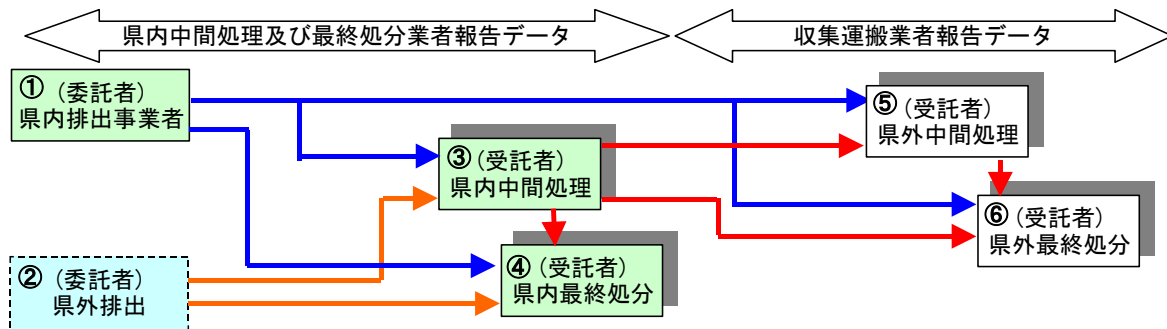 県内中間処理及び最終処分業者報告データ
収集運搬業者報告データ
① (委託者)
県内排出事業者
⑤ (受託者)
県外中間処理
③ (受託者)
県内中間処理
⑥ (受託者)
県外最終処分
④ (受託者)
県内最終処分
② (委託者)
県外排出